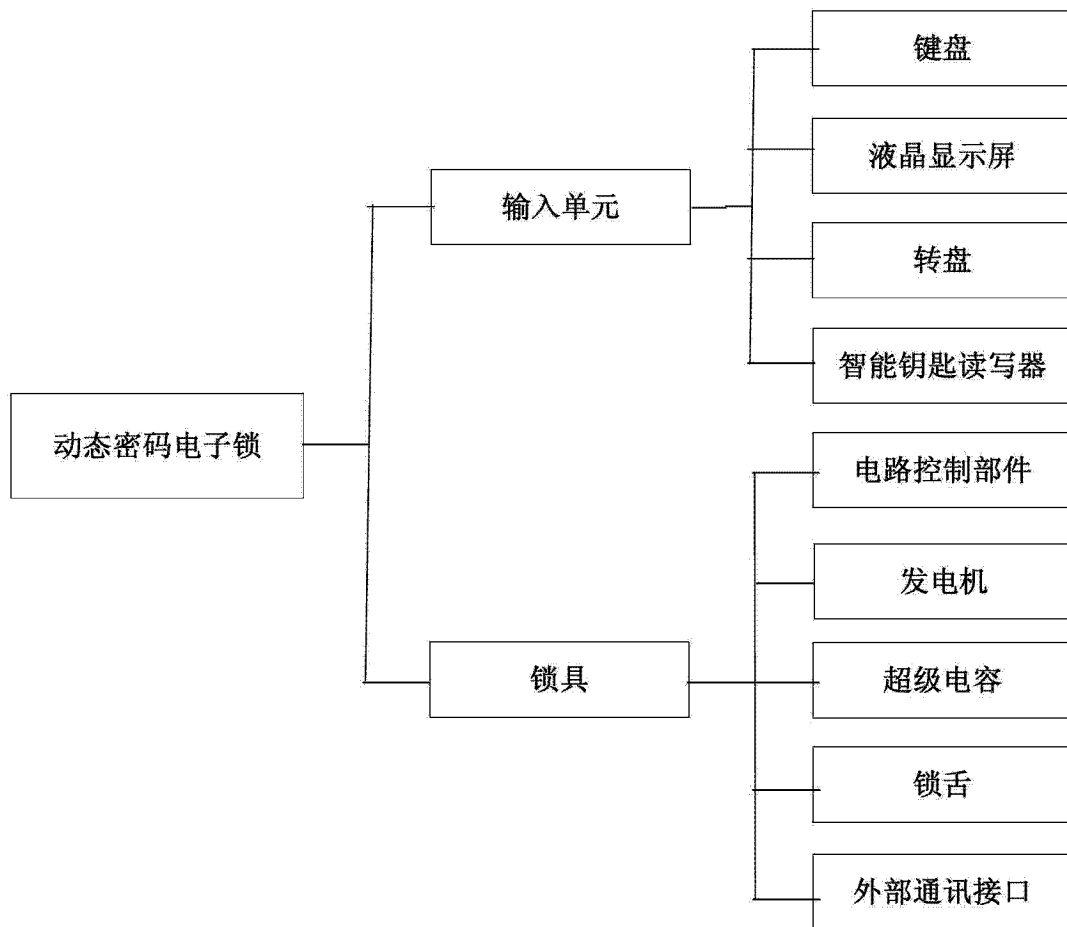 键盘
液晶显示屏
输入单元
转盘
智能钥匙读写器
动态密码电子锁
电路控制部件
发电机
锁具
超级电容
锁舌
外部通讯接口